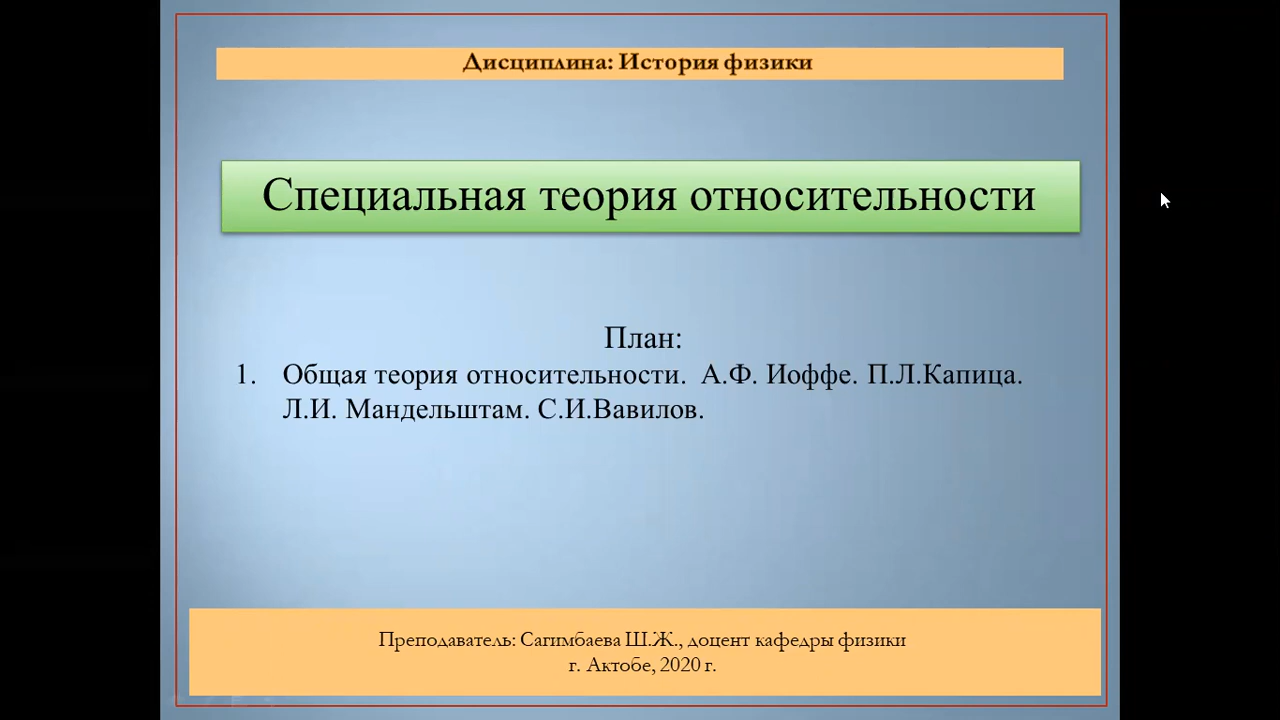 Дисциплина: История физики
Специальная теория относительности
План:
1. Общая теория относительности. А.Ф. Иоффе. П.Л.Капица.
Л.И. Мандельштам. С.И.Вавилов.
Преподаватель: Сагимбаева Ш.Ж., доцент кафедры физики
г. Актобе, 2020 г.